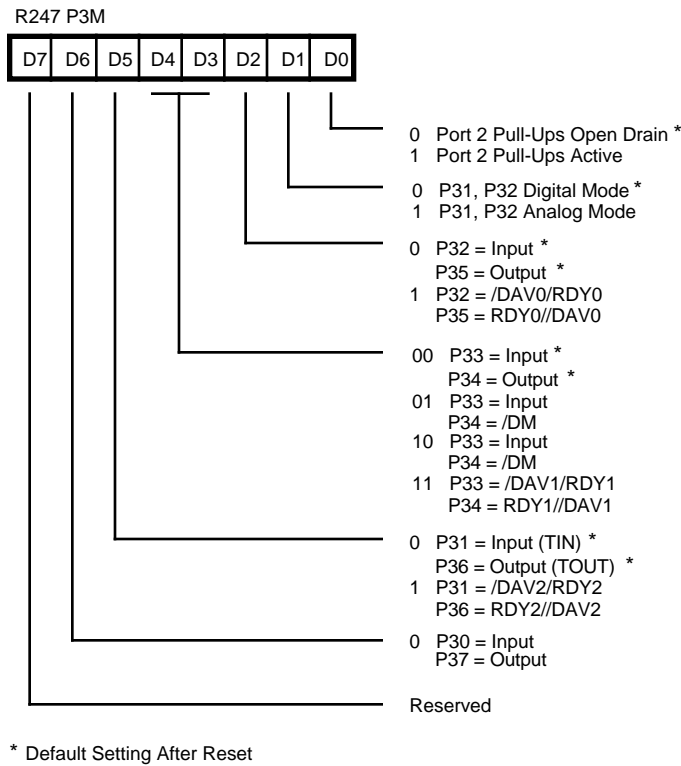 R247 P3M
D7 D6 D5 D4 D3 D2 D1 D0
0 Port 2 Pull-Ups Open Drain *
1 Port 2 Pull-Ups Active
0 P31, P32 Digital Mode *
1 P31, P32 Analog Mode
0 P32 = Input *
P35 = Output *
1 P32 = /DAV0/RDY0
P35 = RDY0//DAV0
00 P33 = Input *
P34 = Output *
01 P33 = Input
P34 = /DM
10 P33 = Input
P34 = /DM
11 P33 = /DAV1/RDY1
P34 = RDY1//DAV1
0 P31 = Input (TIN) *
P36 = Output (TOUT) *
1 P31 = /DAV2/RDY2
P36 = RDY2//DAV2
0 P30 = Input
P37 = Output
Reserved
* Default Setting After Reset